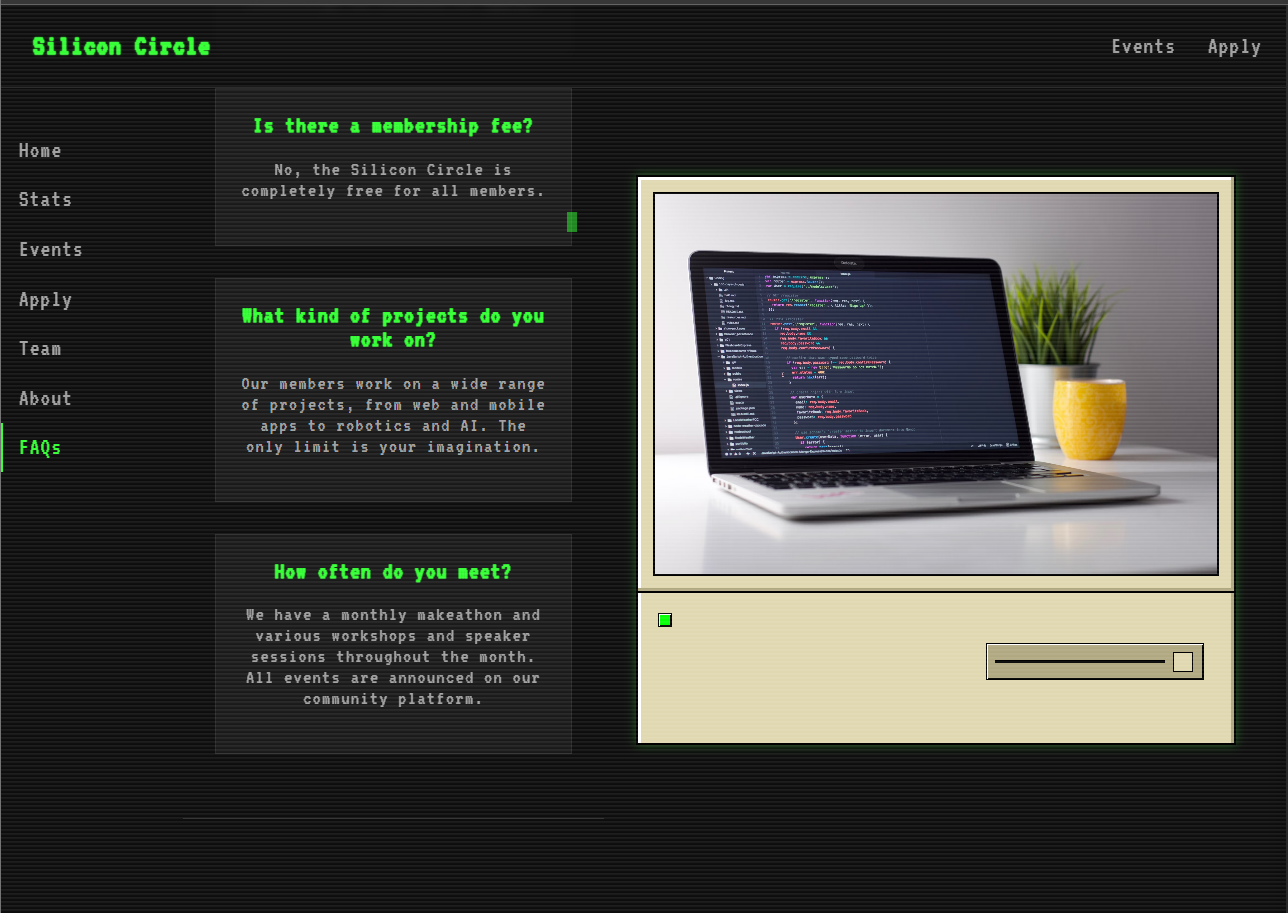 Silicon Circle
Events
Apply
Home
Stats
Events
Apply
Team
About
FAQs
Is there a membership fee?
No, the Silicon Circle is
completely free for all members.
What kind of projects do you
work on?
Our members work on a wide range
of projects, from web and mobile
apps to robotics and AI. The
only limit is your imagination.
How often do you meet?
We have a monthly makeathon and
various workshops and speaker
sessions throughout the month.
All events are announced on our
community platform.